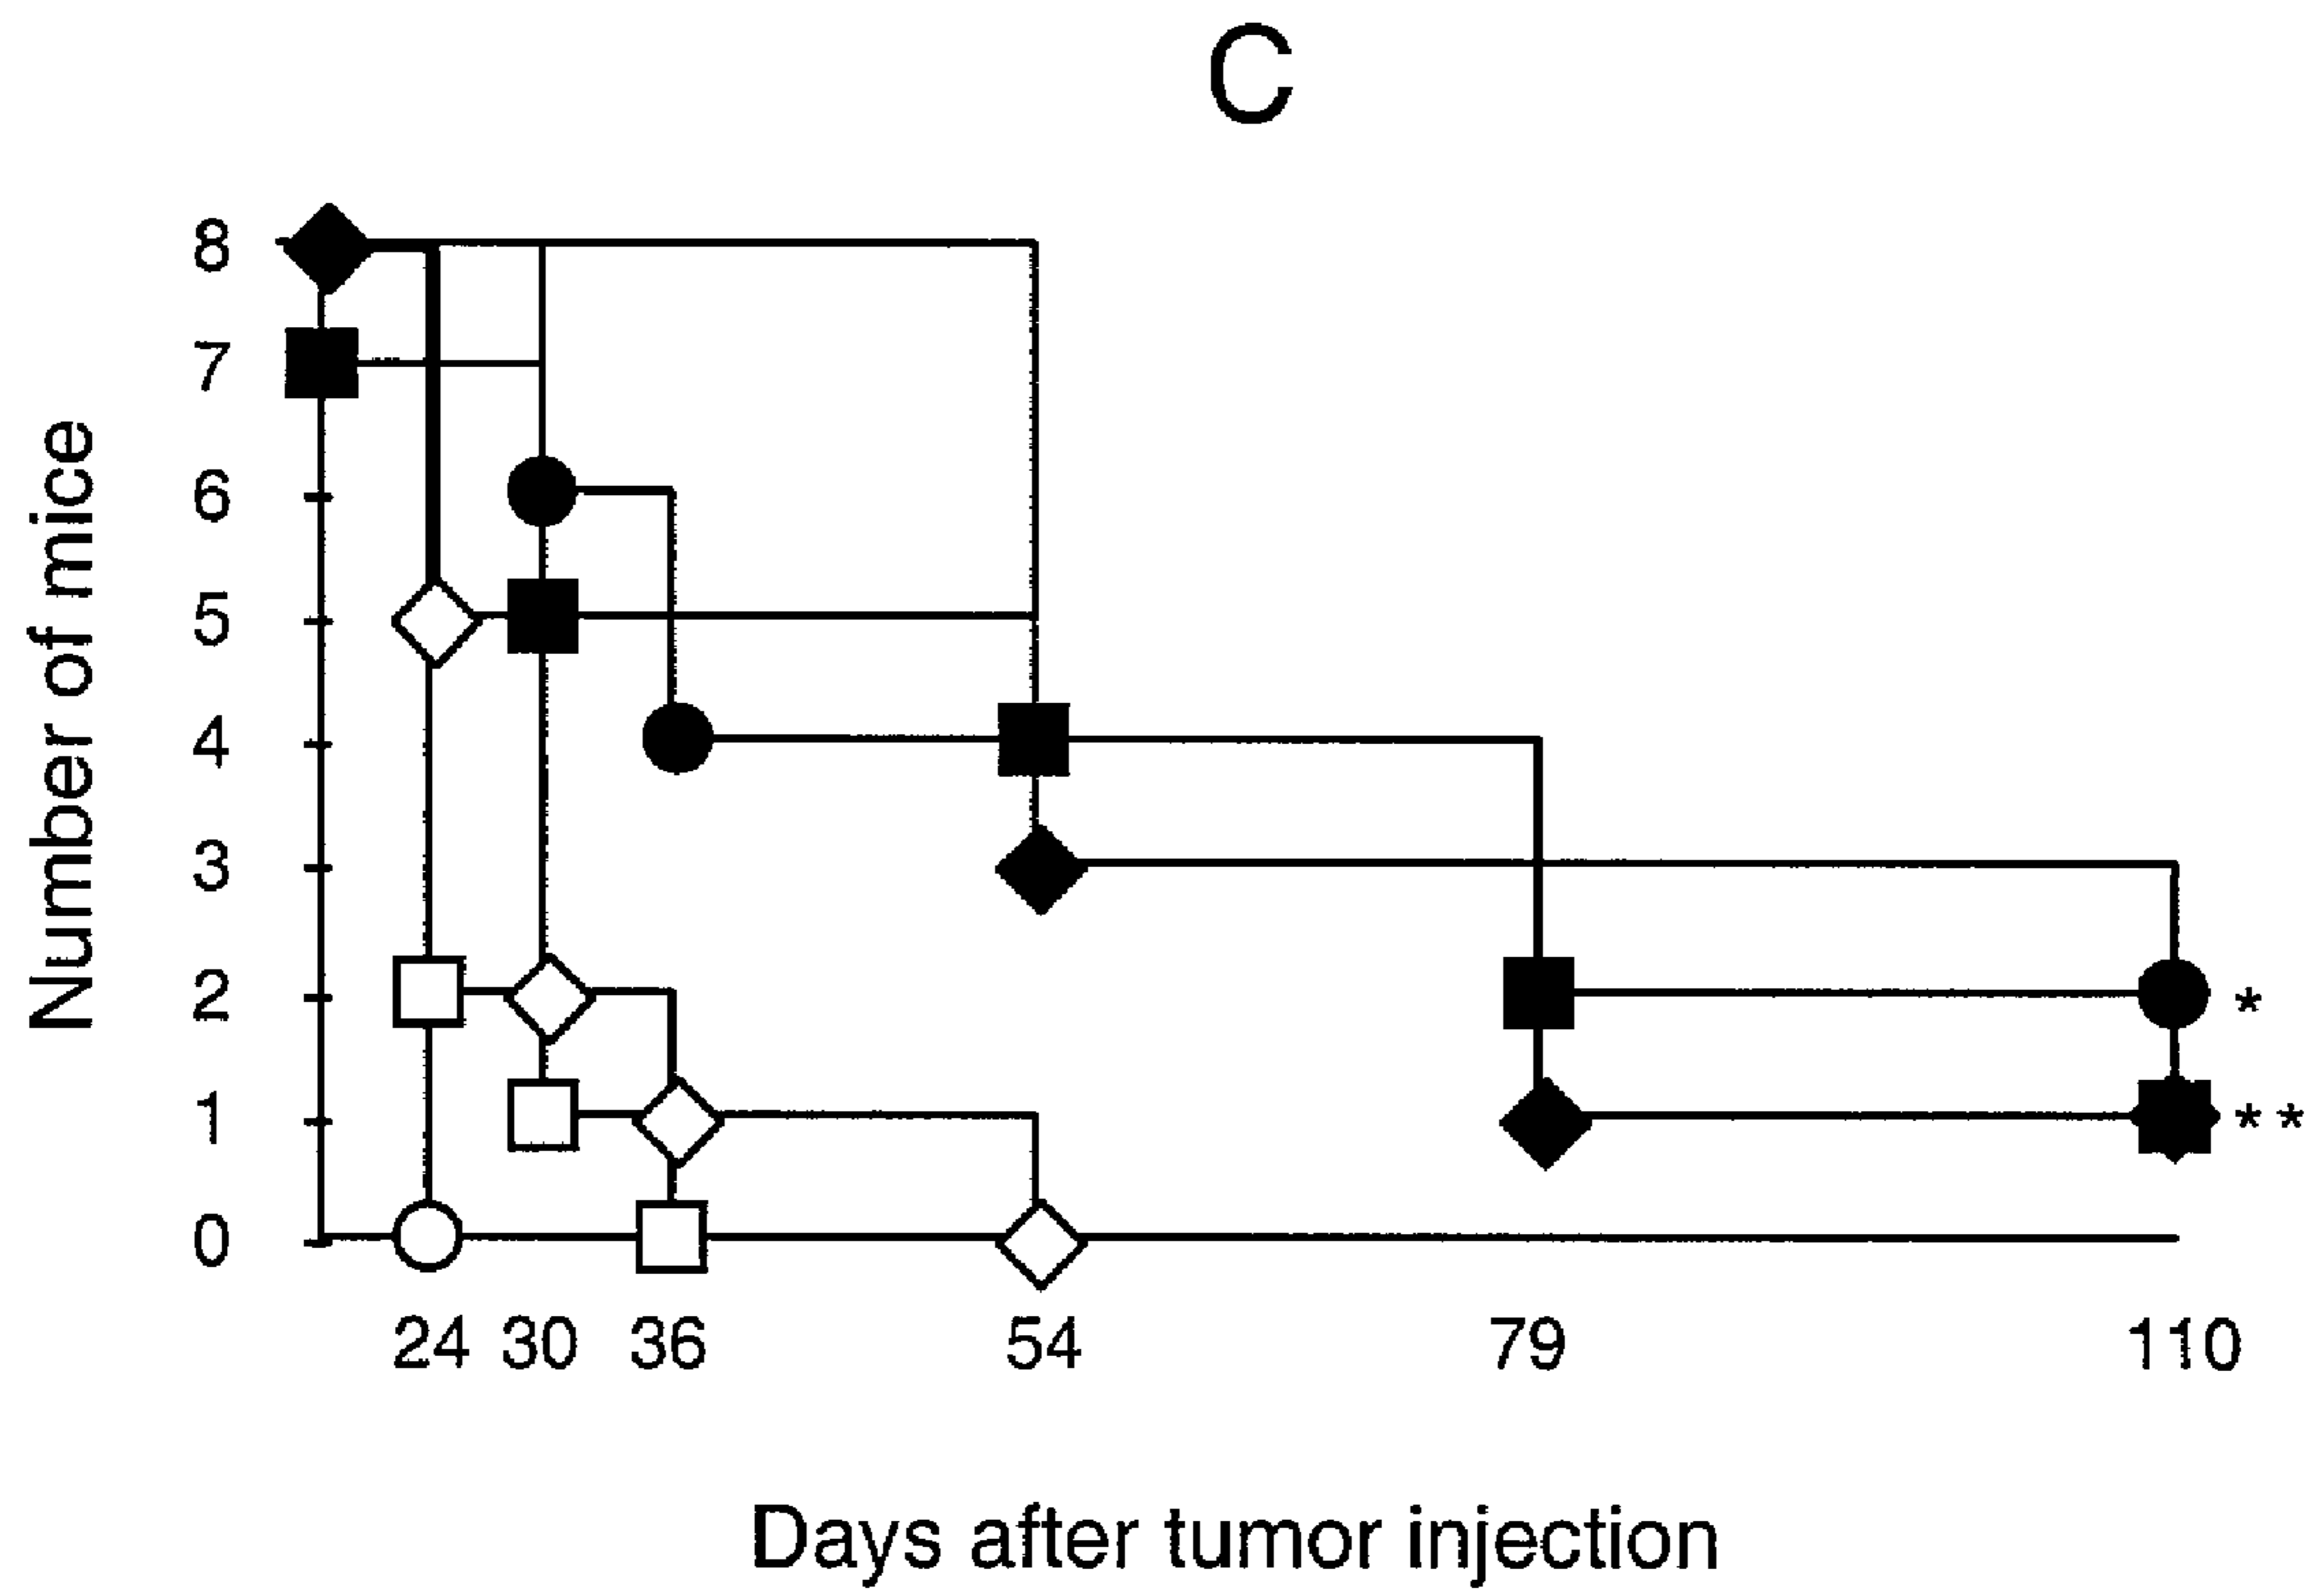 C
Number of mice
8
7
6
5
4
3
2
1
0
*
**
24 30 36 54 79 110
Days after tumor injection